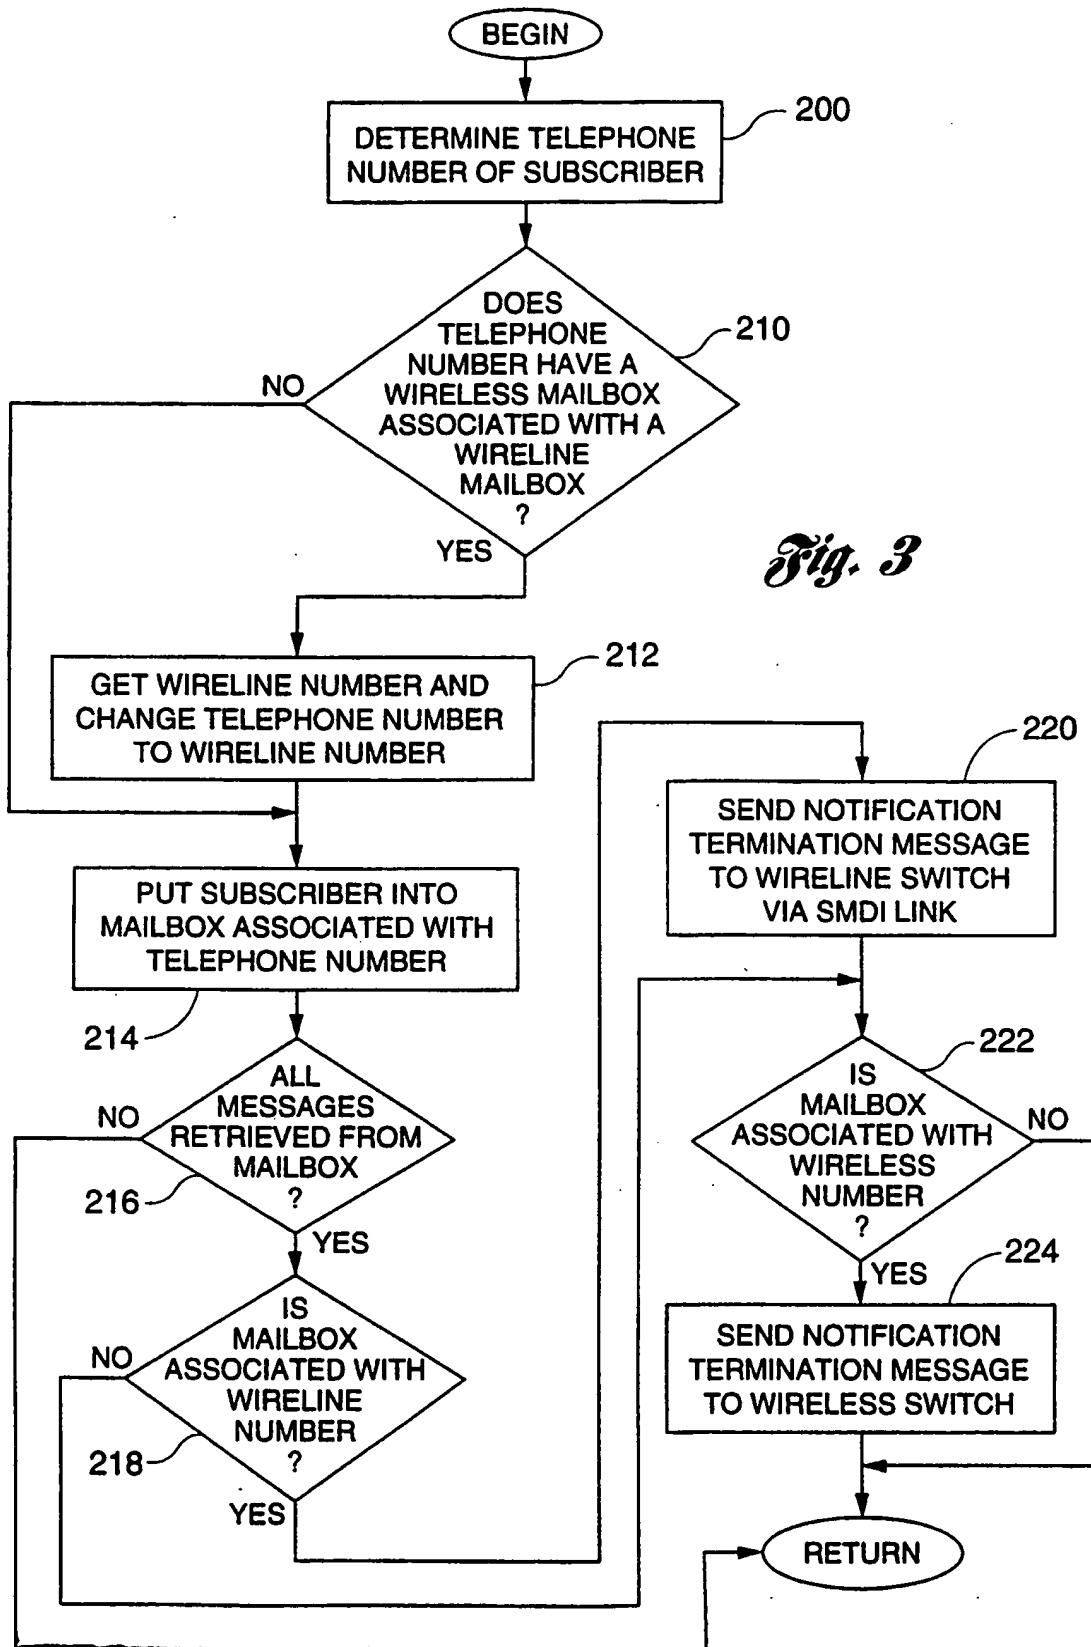 BEGIN
200
DETERMINE TELEPHONE
NUMBER OF SUBSCRIBER
DOES
TELEPHONE
NUMBER HAVE A
WIRELESS MAILBOX
ASSOCIATED WITH A
WIRELINE
MAILBOX
?
210
NO
YES
Fig. 3
212
GET WIRELINE NUMBER AND
CHANGE TELEPHONE NUMBER
TO WIRELINE NUMBER
PUT SUBSCRIBER INTO
MAILBOX ASSOCIATED WITH
TELEPHONE NUMBER
214
ALL
MESSAGES
RETRIEVED FROM
MAILBOX
?
NO
216
YES
IS
MAILBOX
ASSOCIATED WITH
WIRELINE
NUMBER
?
NO
218
YES
220
SEND NOTIFICATION
TERMINATION MESSAGE
TO WIRELINE SWITCH
VIA SMDI LINK
222
IS
MAILBOX
ASSOCIATED WITH
WIRELESS
NUMBER
?
NO
YES
224
SEND NOTIFICATION
TERMINATION MESSAGE
TO WIRELESS SWITCH
RETURN